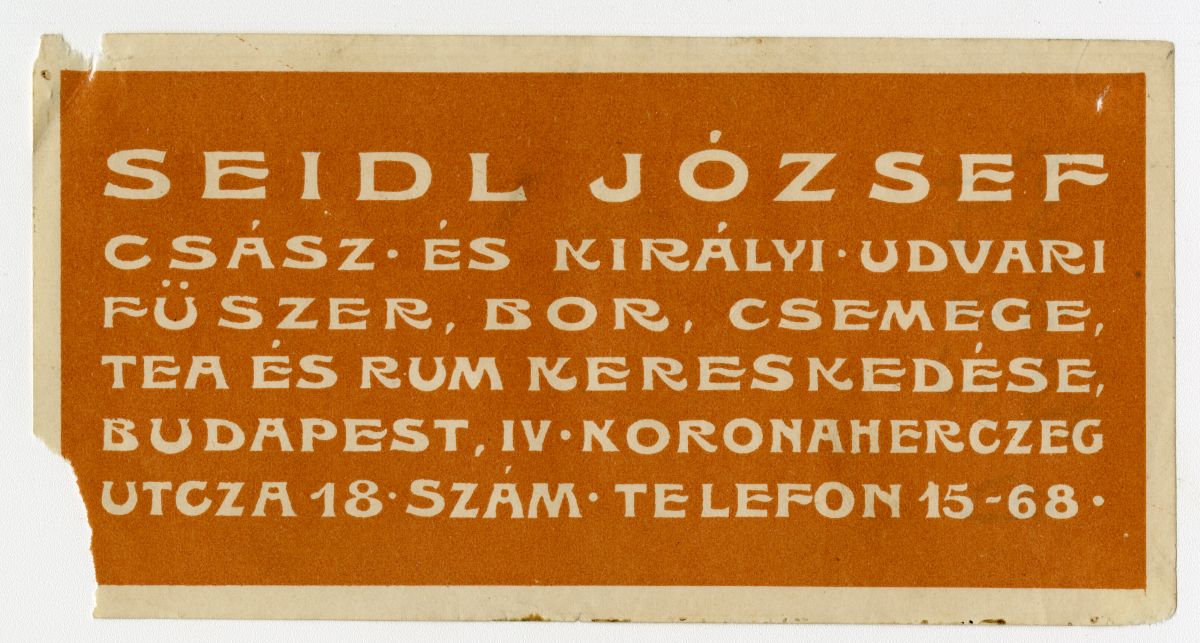 SEIDL JÓZSEF
CSÁSZ· ÉS KIRÁLYI·UDVARI
FÜSZER, BOR, CSEMEGE,
TEA ÉS RUM KERESKEDÉSE,
BUDAPEST, IV·KORONAHERCZEG
UTCZA 18·SZÁM·TELEFON 15-68·